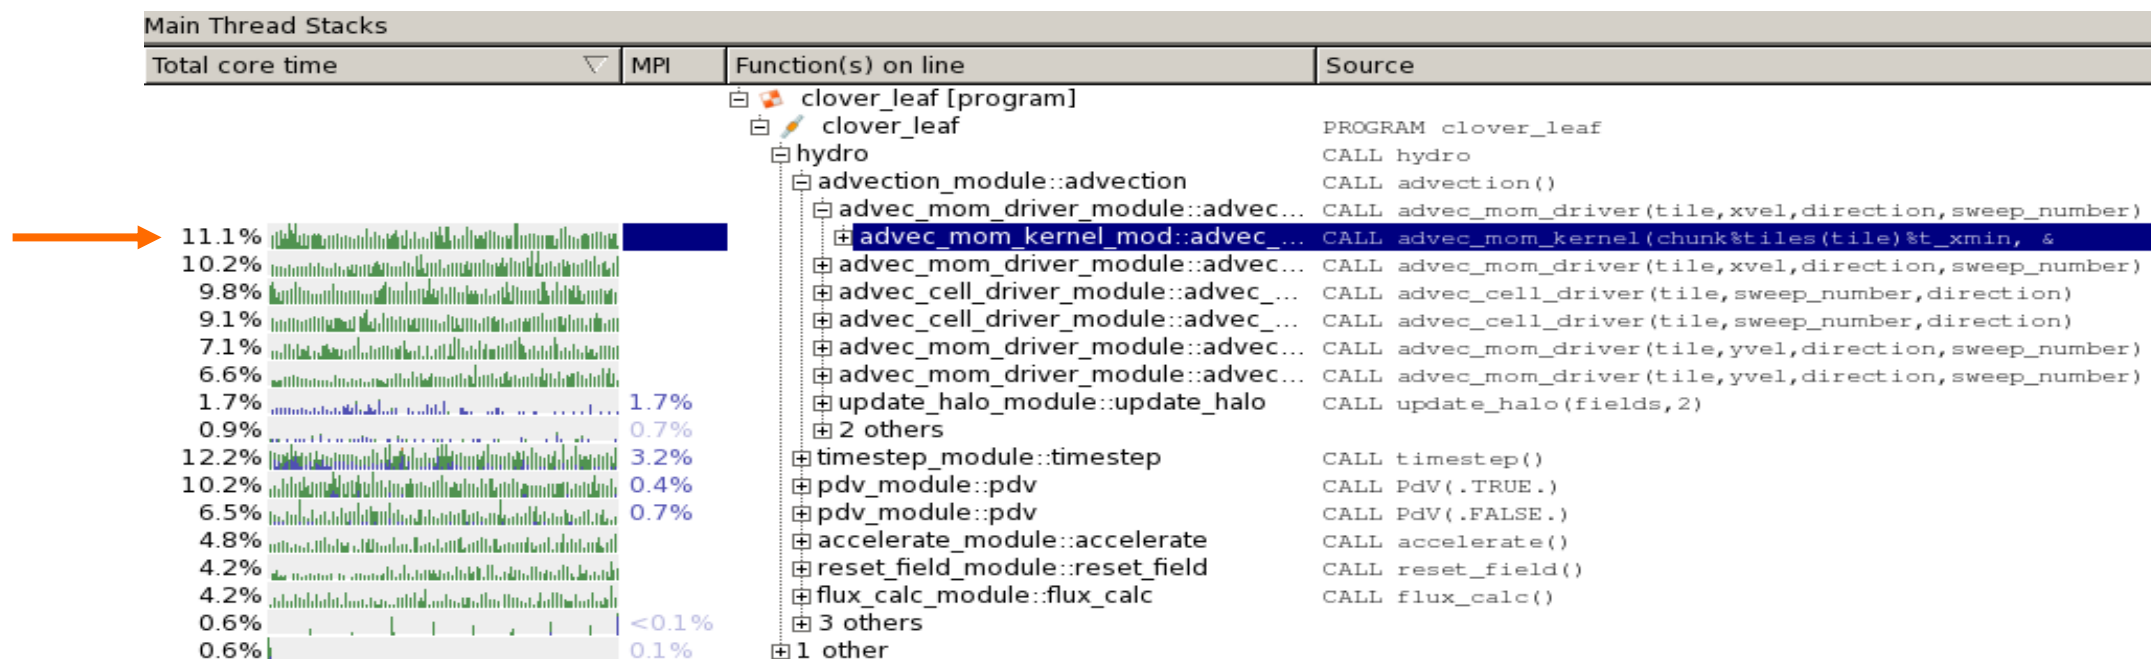 Main Thread Stacks
Total core time MPI Function(s) on line Source
clover_leaf [program]
clover_leaf PROGRAM clover_leaf
hydro CALL hydro
advection_module::advection CALL advection()
advec_mom_driver_module::advec... CALL advec_mom_driver(tile,xvel,direction,sweep_number)
11.1% advec_mom_kernel_mod::advec_... CALL advec_mom_kernel(chunk%tiles(tile)%t_xmin, &
10.2% advec_mom_driver_module::advec... CALL advec_mom_driver(tile,xvel,direction,sweep_number)
9.8% advec_cell_driver_module::advec_... CALL advec_cell_driver(tile,sweep_number,direction)
9.1% advec_cell_driver_module::advec_... CALL advec_cell_driver(tile,sweep_number,direction)
7.1% advec_mom_driver_module::advec... CALL advec_mom_driver(tile,yvel,direction,sweep_number)
6.6% advec_mom_driver_module::advec... CALL advec_mom_driver(tile,yvel,direction,sweep_number)
1.7% 1.7% update_halo_module::update_halo CALL update_halo(fields,2)
0.9% 0.7% 2 others
12.2% 3.2% timestep_module::timestep CALL timestep()
10.2% 0.4% pdv_module::pdv CALL PdV(.TRUE.)
6.5% 0.7% pdv_module::pdv CALL PdV(.FALSE.)
4.8% accelerate_module::accelerate CALL accelerate()
4.2% reset_field_module::reset_field CALL reset_field()
4.2% flux_calc_module::flux_calc CALL flux_calc()
0.6% <0.1% 3 others
0.6% 0.1% 1 other